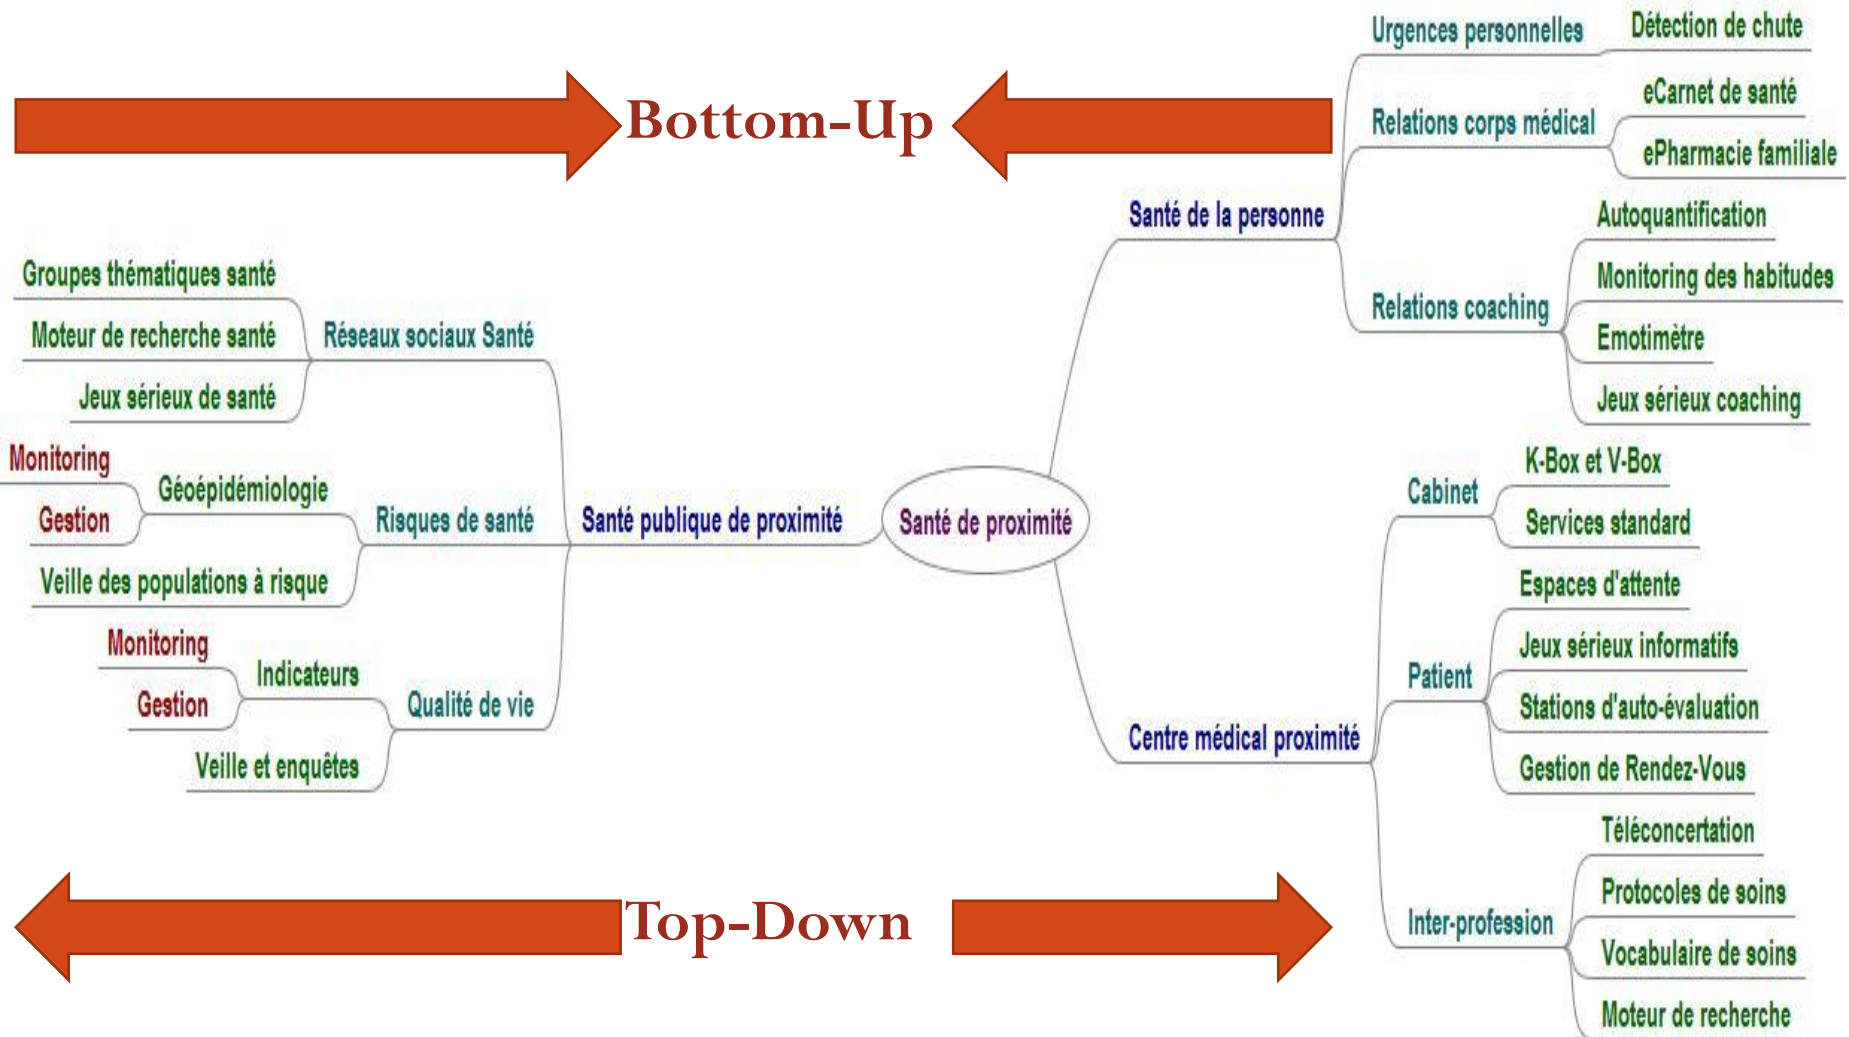 Bottom-Up
Groupes thématiques santé
Moteur de recherche santé
Jeux sérieux de santé
Réseaux sociaux Santé
Monitoring
Gestion
Géoépidémiologie
Veille des populations à risque
Risques de santé
Monitoring
Gestion
Indicateurs
Veille et enquêtes
Qualité de vie
Santé publique de proximité
Santé de proximité
Santé de la personne
Urgences personnelles
Détection de chute
Relations corps médical
eCarnet de santé
ePharmacie familiale
Relations coaching
Autoquantification
Monitoring des habitudes
Emotimètre
Jeux sérieux coaching
Centre médical proximité
Cabinet
K-Box et V-Box
Services standard
Patient
Espaces d'attente
Jeux sérieux informatifs
Stations d'auto-évaluation
Gestion de Rendez-Vous
Inter-profession
Téléconcertation
Protocoles de soins
Vocabulaire de soins
Moteur de recherche
Top-Down